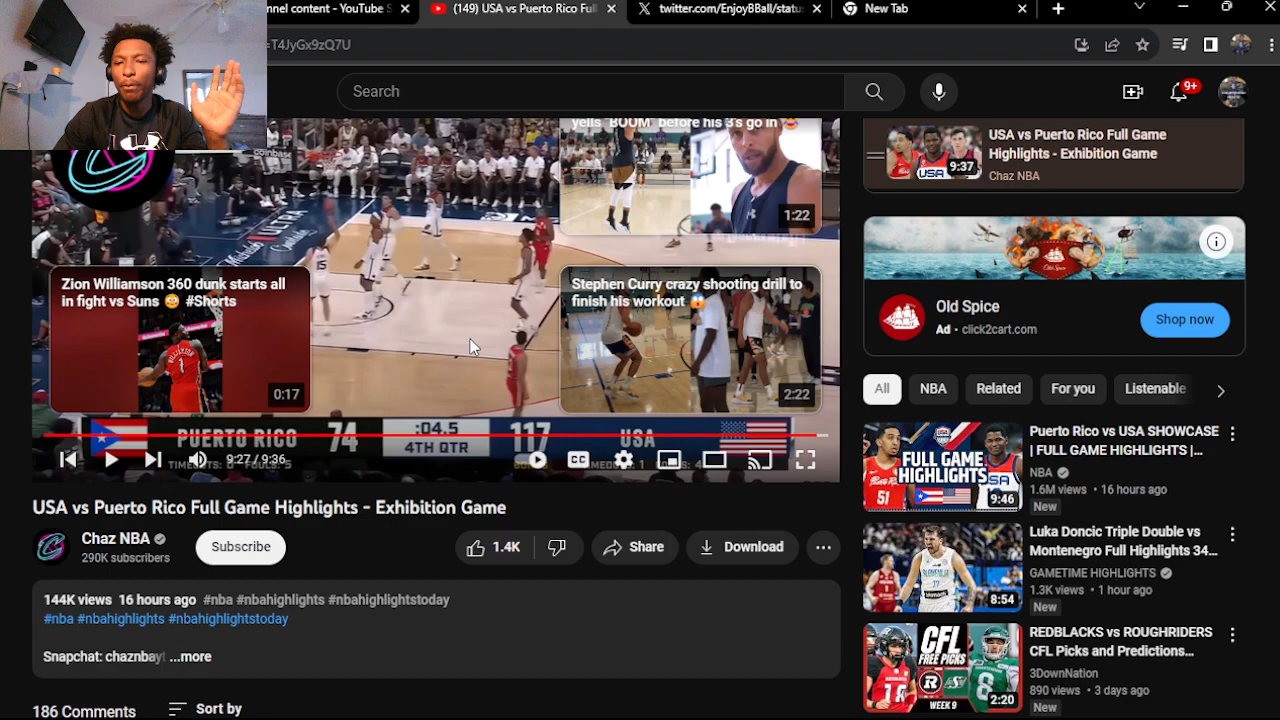 nnel content - YouTube S
(149) USA vs Puerto Rico Full
twitter.com/EnjoyBBall/statu
New Tab
=T4JyGx9zQ7U
Search
9+
yells "BOOM" before his 3's go in
1:22
Zion Williamson 360 dunk starts all
in fight vs Suns 😳 #Shorts
0:17
Stephen Curry crazy shooting drill to
finish his workout 😱
2:22
PUERTO RICO 74 :04.5 4TH QTR 117 USA
9:27 / 9:36
CC
USA vs Puerto Rico Full Game Highlights - Exhibition Game
Chaz NBA
290K subscribers
Subscribe
1.4K
Share
Download
144K views 16 hours ago #nba #nbahighlights #nbahighlightstoday
#nba #nbahighlights #nbahighlightstoday
Snapchat: chaznbayt ...more
186 Comments
Sort by
USA vs Puerto Rico Full Game
Highlights - Exhibition Game
Chaz NBA
USA
9:37
Old Spice
Old Spice
Ad • click2cart.com
Shop now
All
NBA
Related
For you
Listenable
Puerto Rico vs USA SHOWCASE
| FULL GAME HIGHLIGHTS |...
NBA
1.6M views • 16 hours ago
New
FULL GAME
HIGHLIGHTS
51
9:46
Luka Doncic Triple Double vs
Montenegro Full Highlights 34...
GAMETIME HIGHLIGHTS
1.3K views • 1 hour ago
New
8:54
REDBLACKS vs ROUGHRIDERS
CFL Picks and Predictions...
3DownNation
890 views • 3 days ago
New
CFL
FREE PICKS
WEEK 9
2:20